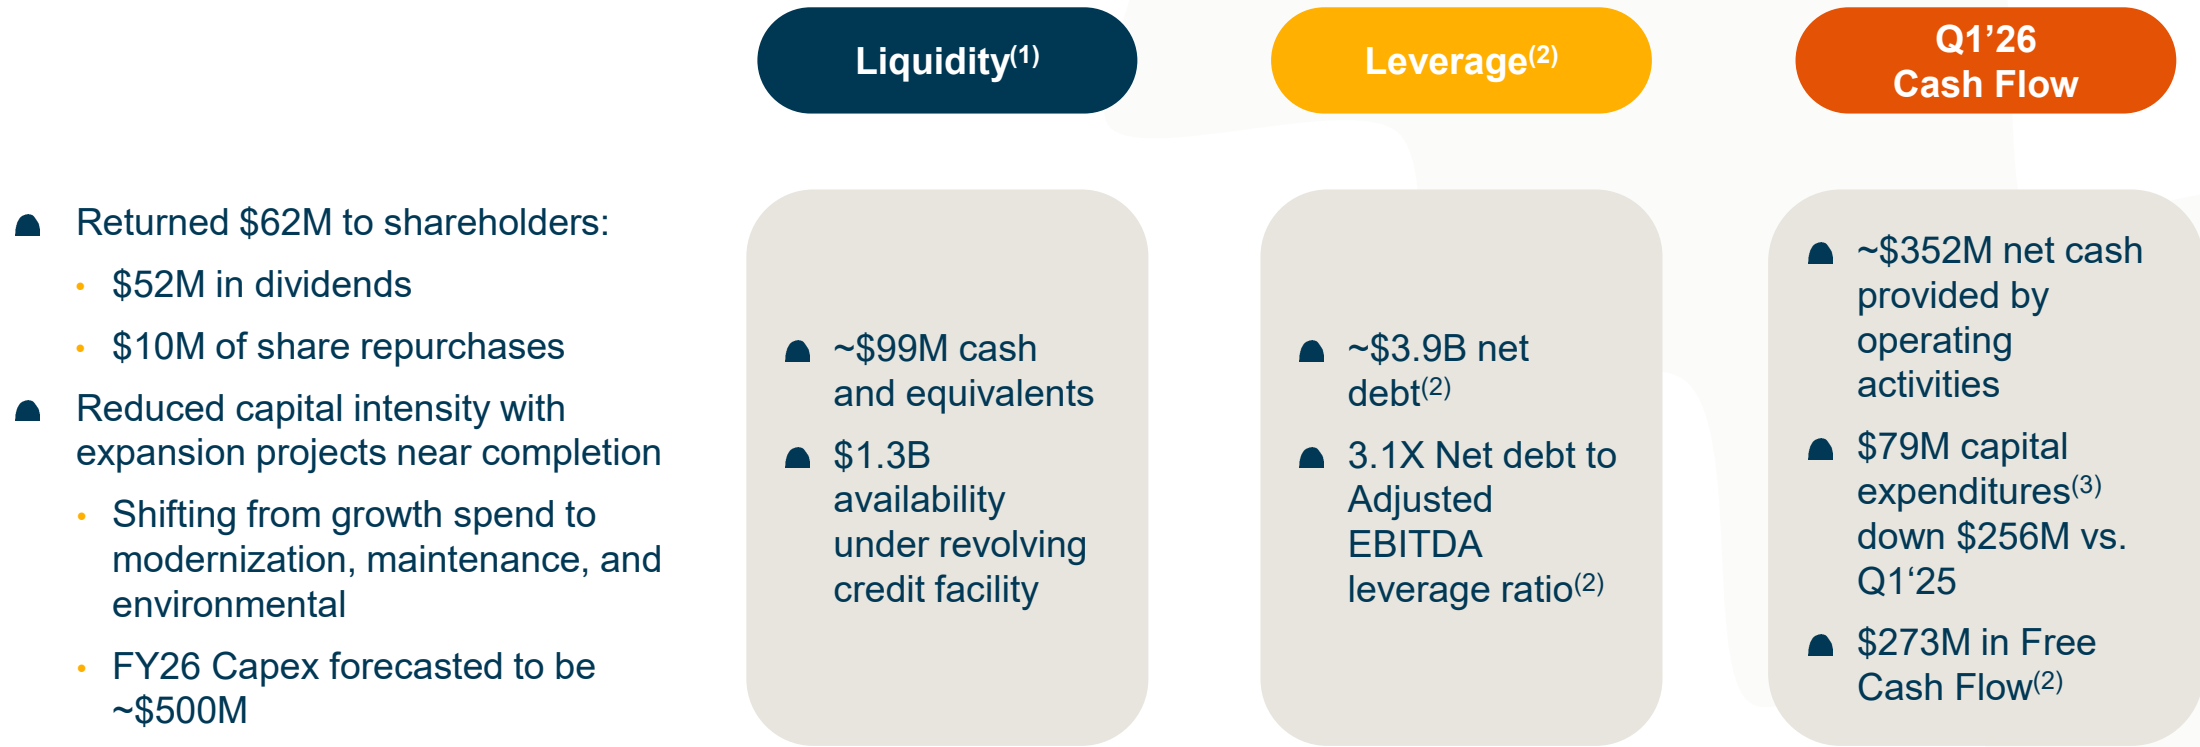 Liquidity(1)
Leverage(2)
Q1’26
Cash Flow
Returned $62M to shareholders:
$52M in dividends
$10M of share repurchases
Reduced capital intensity with
expansion projects near completion
Shifting from growth spend to
modernization, maintenance, and
environmental
FY26 Capex forecasted to be
~$500M
~$99M cash
and equivalents
$1.3B
availability
under revolving
credit facility
~$3.9B net
debt(2)
3.1X Net debt to
Adjusted
EBITDA
leverage ratio(2)
~$352M net cash
provided by
operating
activities
$79M capital
expenditures(3)
down $256M vs.
Q1‘25
$273M in Free
Cash Flow(2)